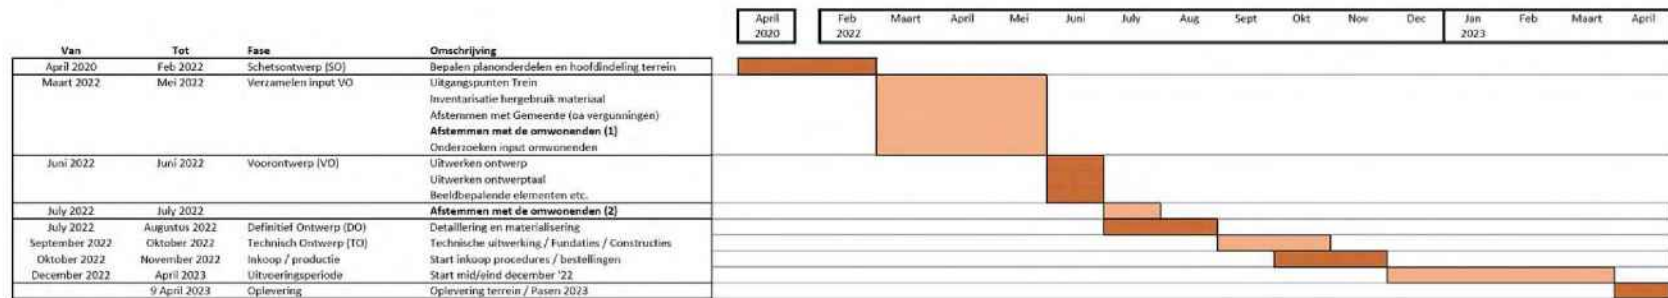 April Feb Maart April Mei Juni July Aug Sept Okt Nov Dec Jan Feb Maart April
2020 2022 2023
Van Tot Fase Omschrijving
April 2020 Feb 2022 Schetsontwerp (SO) Bepalen planonderdelen en hoofdindeling terrein
Maart 2022 Mei 2022 Verzamelen input VO Uitgangspunten Trein
Inventarisatie hergebruik materiaal
Afstemmen met Gemeente (oa vergunningen)
Afstemmen met de omwonenden (1)
Onderzoeken input omwonenden
Juni 2022 Juni 2022 Voorontwerp (VO) Uitwerken ontwerp
Uitwerken ontwerptaal
Beeldbepalende elementen etc.
July 2022 July 2022 Afstemmen met de omwonenden (2)
July 2022 Augustus 2022 Definitief Ontwerp (DO) Detaillering en materialisering
September 2022 Oktober 2022 Technisch Ontwerp (TO) Technische uitwerking / Fundaties / Constructies
Oktober 2022 November 2022 Inkoop / productie Start inkoop procedures / bestellingen
December 2022 April 2023 Uitvoeringsperiode Start mid/eind december '22
9 April 2023 Oplevering Oplevering terrein / Pasen 2023